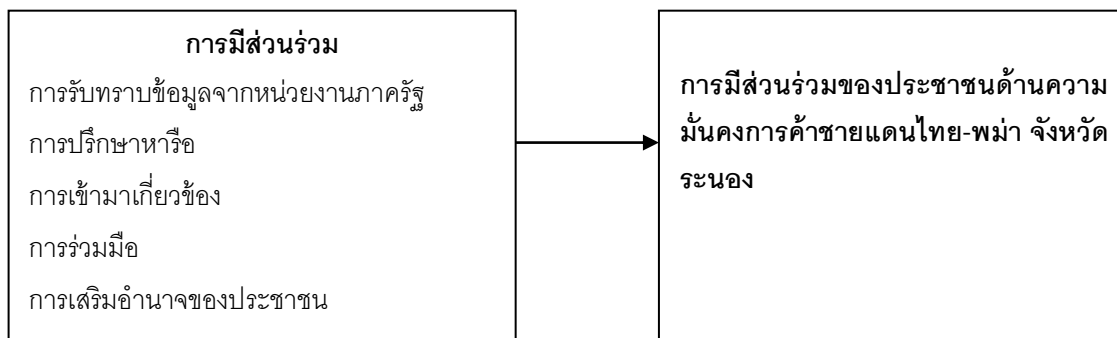 การมีส่วนร่วม
การรับทราบข้อมูลจากหน่วยงานภาครัฐ
การปรึกษาหารือ
การเข้ามาเกี่ยวข้อง
การร่วมมือ
การเสริมอำนาจของประชาชน
การมีส่วนร่วมของประชาชนด้านความ
มั่นคงการค้าชายแดนไทย-พม่า จังหวัด
ระนอง